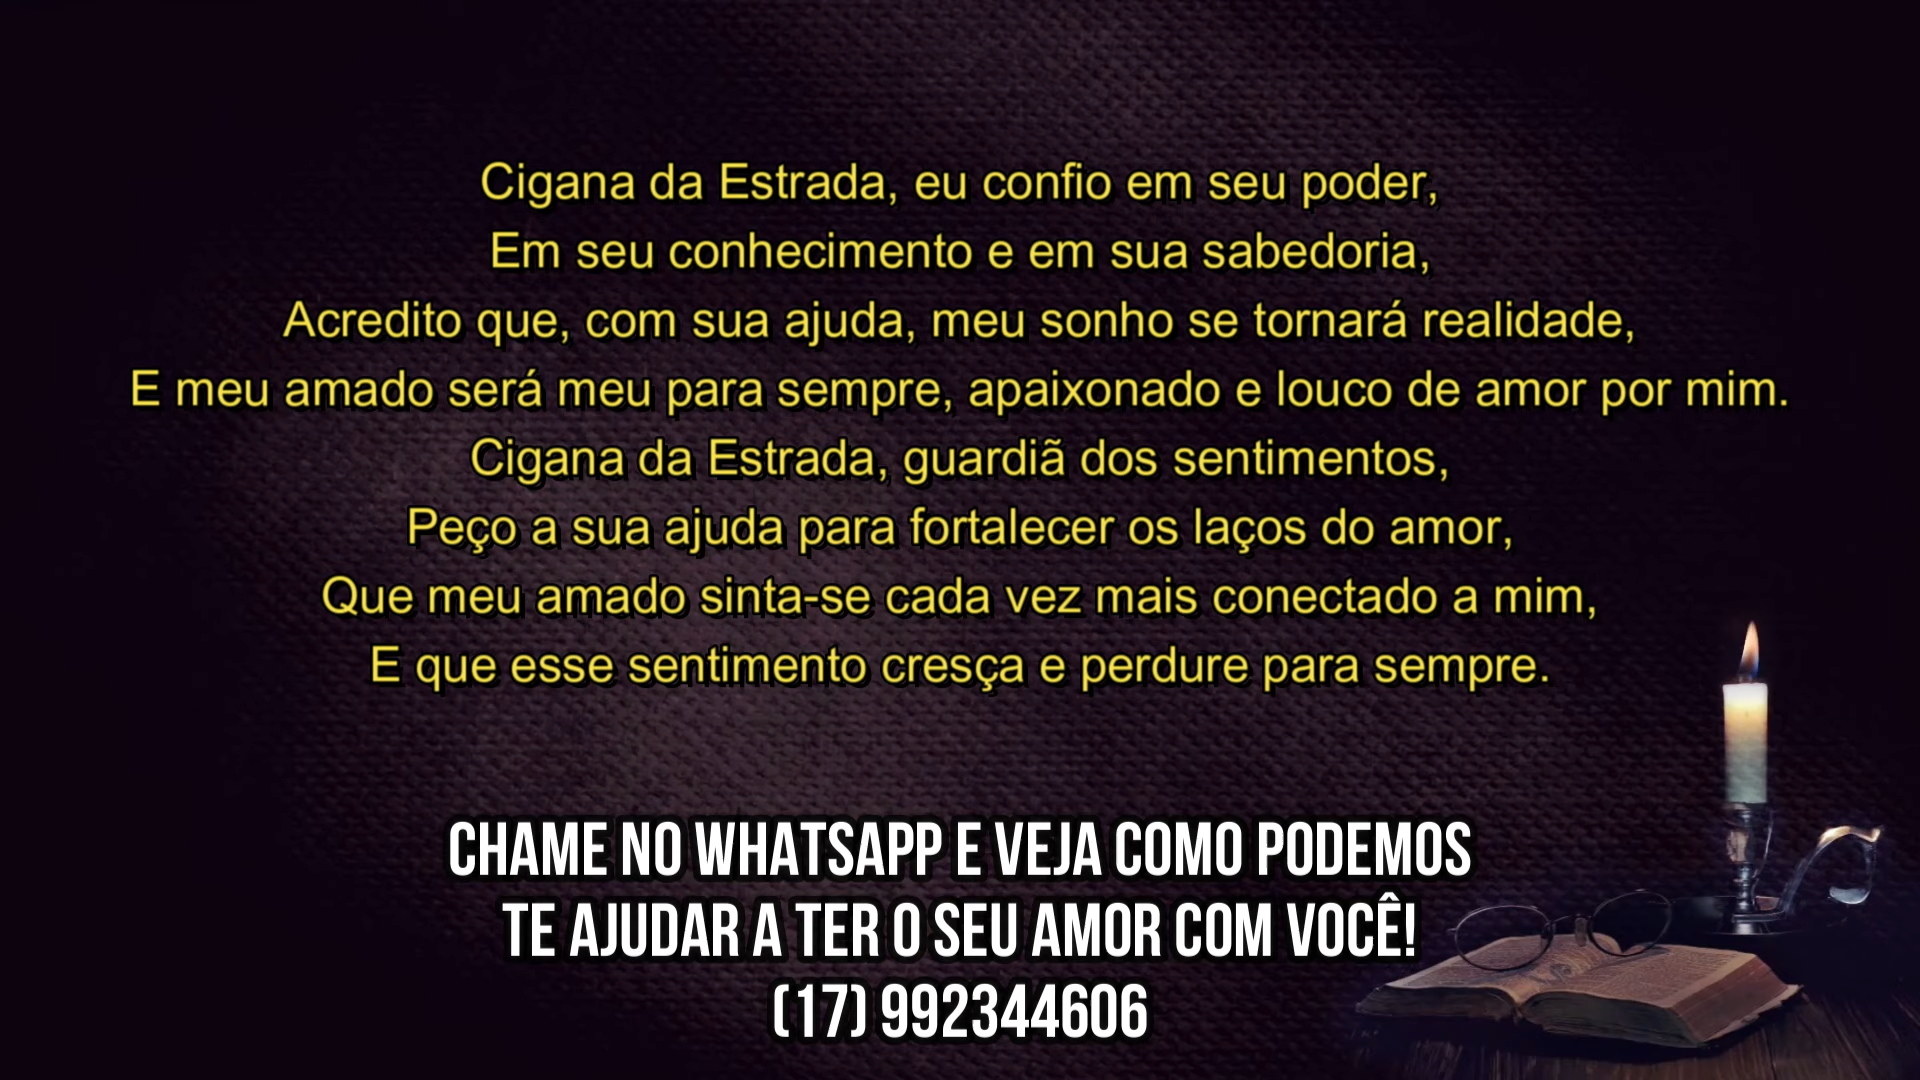 Cigana da Estrada, eu confio em seu poder,
Em seu conhecimento e em sua sabedoria,
Acredito que, com sua ajuda, meu sonho se tornará realidade,
E meu amado será meu para sempre, apaixonado e louco de amor por mim.
Cigana da Estrada, guardiã dos sentimentos,
Peço a sua ajuda para fortalecer os laços do amor,
Que meu amado sinta-se cada vez mais conectado a mim,
E que esse sentimento cresça e perdure para sempre.
CHAME NO WHATSAPP E VEJA COMO PODEMOS
TE AJUDAR A TER O SEU AMOR COM VOCÊ!
(17) 992344606